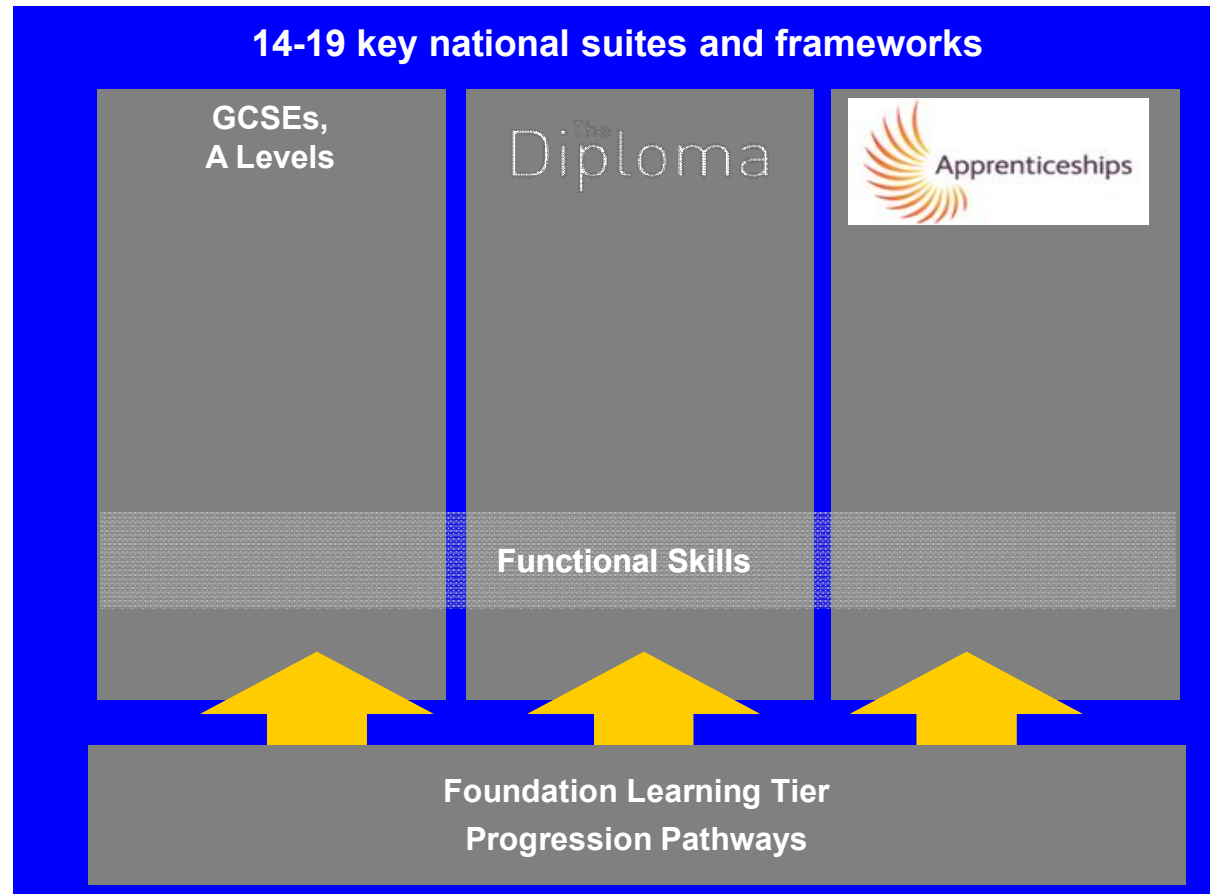 14-19 key national suites and frameworks
GCSEs,
A Levels
The
Diploma
Apprenticeships
Functional Skills
Foundation Learning Tier
Progression Pathways